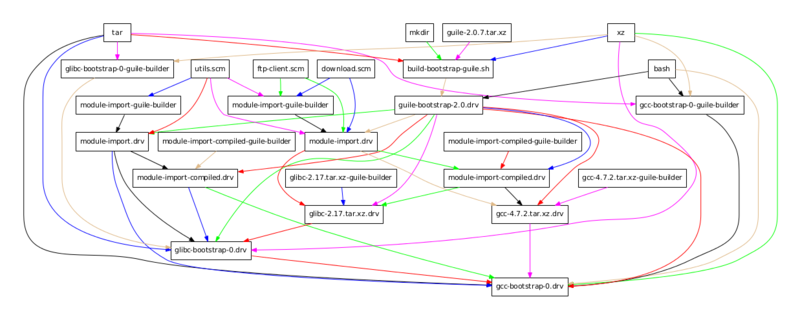 tar
mkdir
guile-2.0.7.tar.xz
xz
glibc-bootstrap-0-guile-builder
utils.scm
ftp-client.scm
download.scm
build-bootstrap-guile.sh
bash
module-import-guile-builder
module-import-guile-builder
guile-bootstrap-2.0.drv
gcc-bootstrap-0-guile-builder
module-import.drv
module-import-compiled-guile-builder
module-import.drv
module-import-compiled-guile-builder
module-import-compiled.drv
glibc-2.17.tar.xz-guile-builder
module-import-compiled.drv
gcc-4.7.2.tar.xz-guile-builder
glibc-2.17.tar.xz.drv
gcc-4.7.2.tar.xz.drv
glibc-bootstrap-0.drv
gcc-bootstrap-0.drv